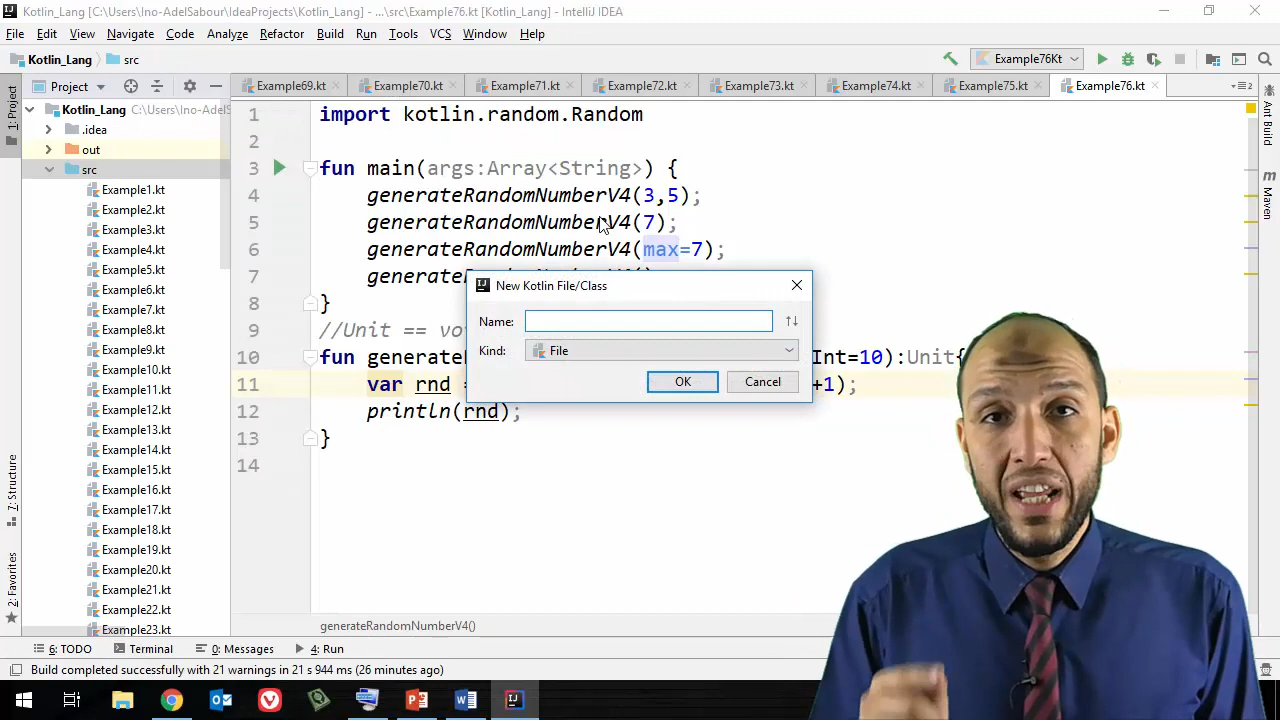 Kotlin_Lang [C:\Users\Ino-AdelSabour\IdeaProjects\Kotlin_Lang] - ...\src\Example76.kt [Kotlin_Lang] - IntelliJ IDEA
File Edit View Navigate Code Analyze Refactor Build Run Tools VCS Window Help
Kotlin_Lang src Example76Kt
Project Example69.kt Example70.kt Example71.kt Example72.kt Example73.kt Example74.kt Example75.kt Example76.kt
1: Project
7: Structure
2: Favorites
Ant Build
Maven
Kotlin_Lang C:\Users\Ino-AdelS
.idea
out
src
Example1.kt
Example2.kt
Example3.kt
Example4.kt
Example5.kt
Example6.kt
Example7.kt
Example8.kt
Example9.kt
Example10.kt
Example11.kt
Example12.kt
Example13.kt
Example14.kt
Example15.kt
Example16.kt
Example17.kt
Example18.kt
Example19.kt
Example20.kt
Example21.kt
Example22.kt
Example23.kt
1 import kotlin.random.Random
2
3 fun main(args:Array<String>) {
4 generateRandomNumberV4(3,5);
5 generateRandomNumberV4(7);
6 generateRandomNumberV4(max=7);
7
8 }
9 //Unit ==
10 fun Int=10):Unit{
11 var rnd = +1);
12 println(rnd);
13 }
14
New Kotlin File/Class
Name:
Kind: File
OK Cancel
generateRandomNumberV4()
6: TODO Terminal 0: Messages 4: Run
Build completed successfully with 21 warnings in 21 s 944 ms (26 minutes ago)